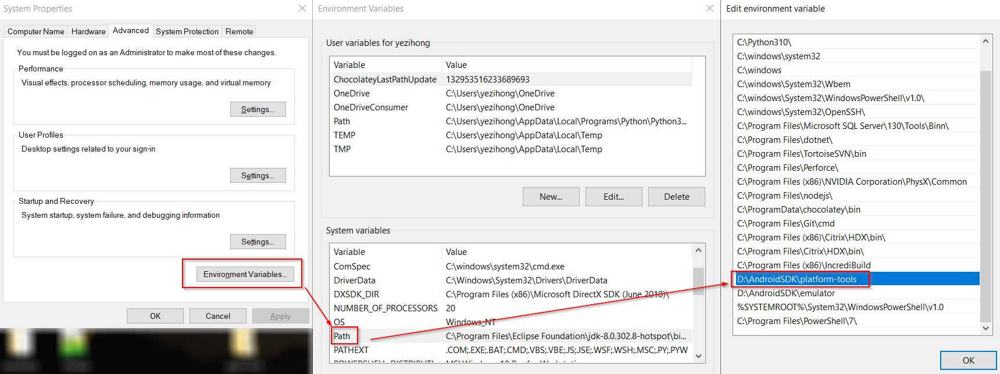 System Properties
Computer Name
Hardware
Advanced
System Protection
Remote
You must be logged on as an Administrator to make most of these changes.
Performance
Visual effects, processor scheduling, memory usage, and virtual memory
Settings...
User Profiles
Desktop settings related to your sign-in
Settings...
Startup and Recovery
System startup, system failure, and debugging information
Settings...
Environment Variables...
OK
Cancel
Apply
Environment Variables
User variables for yezihong
Variable Value
ChocolateyLastPathUpdate 132953516233689693
OneDrive C:\Users\yezihong\OneDrive
OneDriveConsumer C:\Users\yezihong\OneDrive
Path C:\Users\yezihong\AppData\Local\Programs\Python\Python3...
TEMP C:\Users\yezihong\AppData\Local\Temp
TMP C:\Users\yezihong\AppData\Local\Temp
New...
Edit...
Delete
System variables
Variable Value
ComSpec C:\windows\system32\cmd.exe
DriverData C:\Windows\System32\Drivers\DriverData
DXSDK_DIR C:\Program Files (x86)\Microsoft DirectX SDK (June 2010)\
NUMBER_OF_PROCESSORS 20
OS Windows_NT
Path C:\Program Files\Eclipse Foundation\jdk-8.0.302.8-hotspot\bi...
PATHEXT .COM;.EXE;.BAT;.CMD;.VBS;.VBE;JS;JSE;.WSF;.WSH;.MSC;.PY;.PYW
Edit environment variable
C:\Python310\
C:\windows\system32
C:\windows
C:\windows\System32\Wbem
C:\windows\System32\WindowsPowerShell\v1.0\
C:\windows\System32\OpenSSH\
C:\Program Files\Microsoft SQL Server\130\Tools\Binn\
C:\Program Files\dotnet\
C:\Program Files\TortoiseSVN\bin
C:\Program Files\Perforce\
C:\Program Files (x86)\NVIDIA Corporation\PhysX\Common
C:\Program Files\nodejs\
C:\ProgramData\chocolatey\bin
C:\Program Files\Git\cmd
C:\Program Files (x86)\Citrix\HDX\bin\
C:\Program Files\Citrix\HDX\bin\
C:\Program Files (x86)\IncrediBuild
D:\AndroidSDK\platform-tools
D:\AndroidSDK\emulator
%SYSTEMROOT%\System32\WindowsPowerShell\v1.0
C:\Program Files\PowerShell\7\
OK